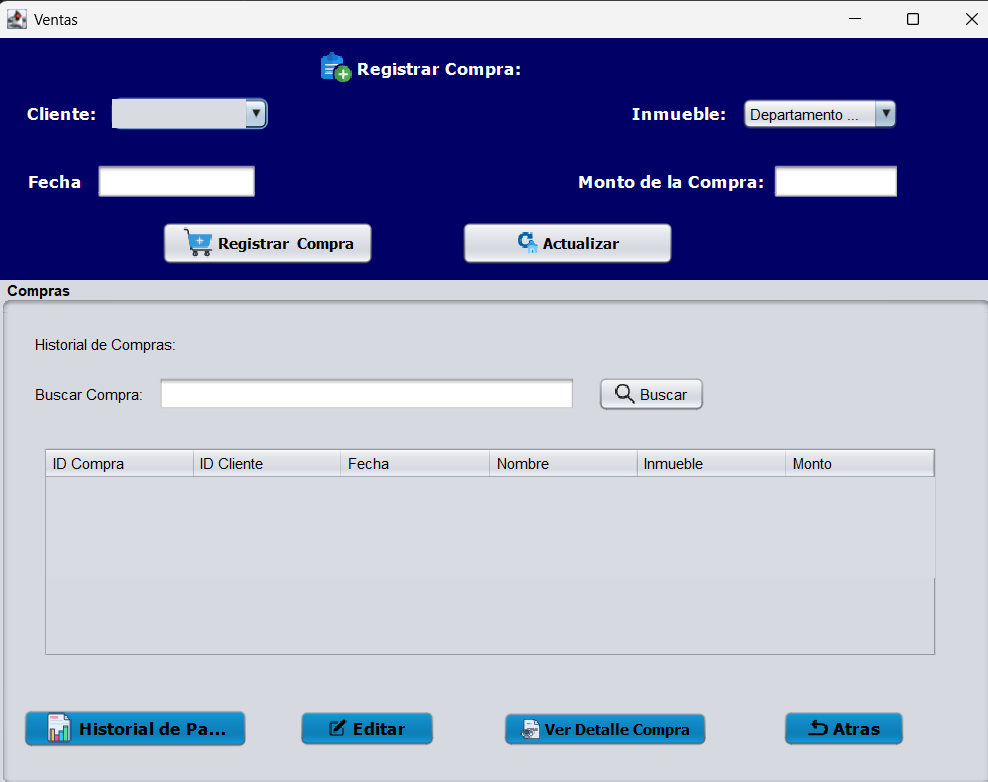 Ventas
Registrar Compra:
Cliente:
Inmueble: Departamento ...
Fecha
Monto de la Compra:
Registrar Compra
Actualizar
Compras
Historial de Compras:
Buscar Compra:
Buscar
ID Compra ID Cliente Fecha Nombre Inmueble Monto
Historial de Pa...
Editar
Ver Detalle Compra
Atras